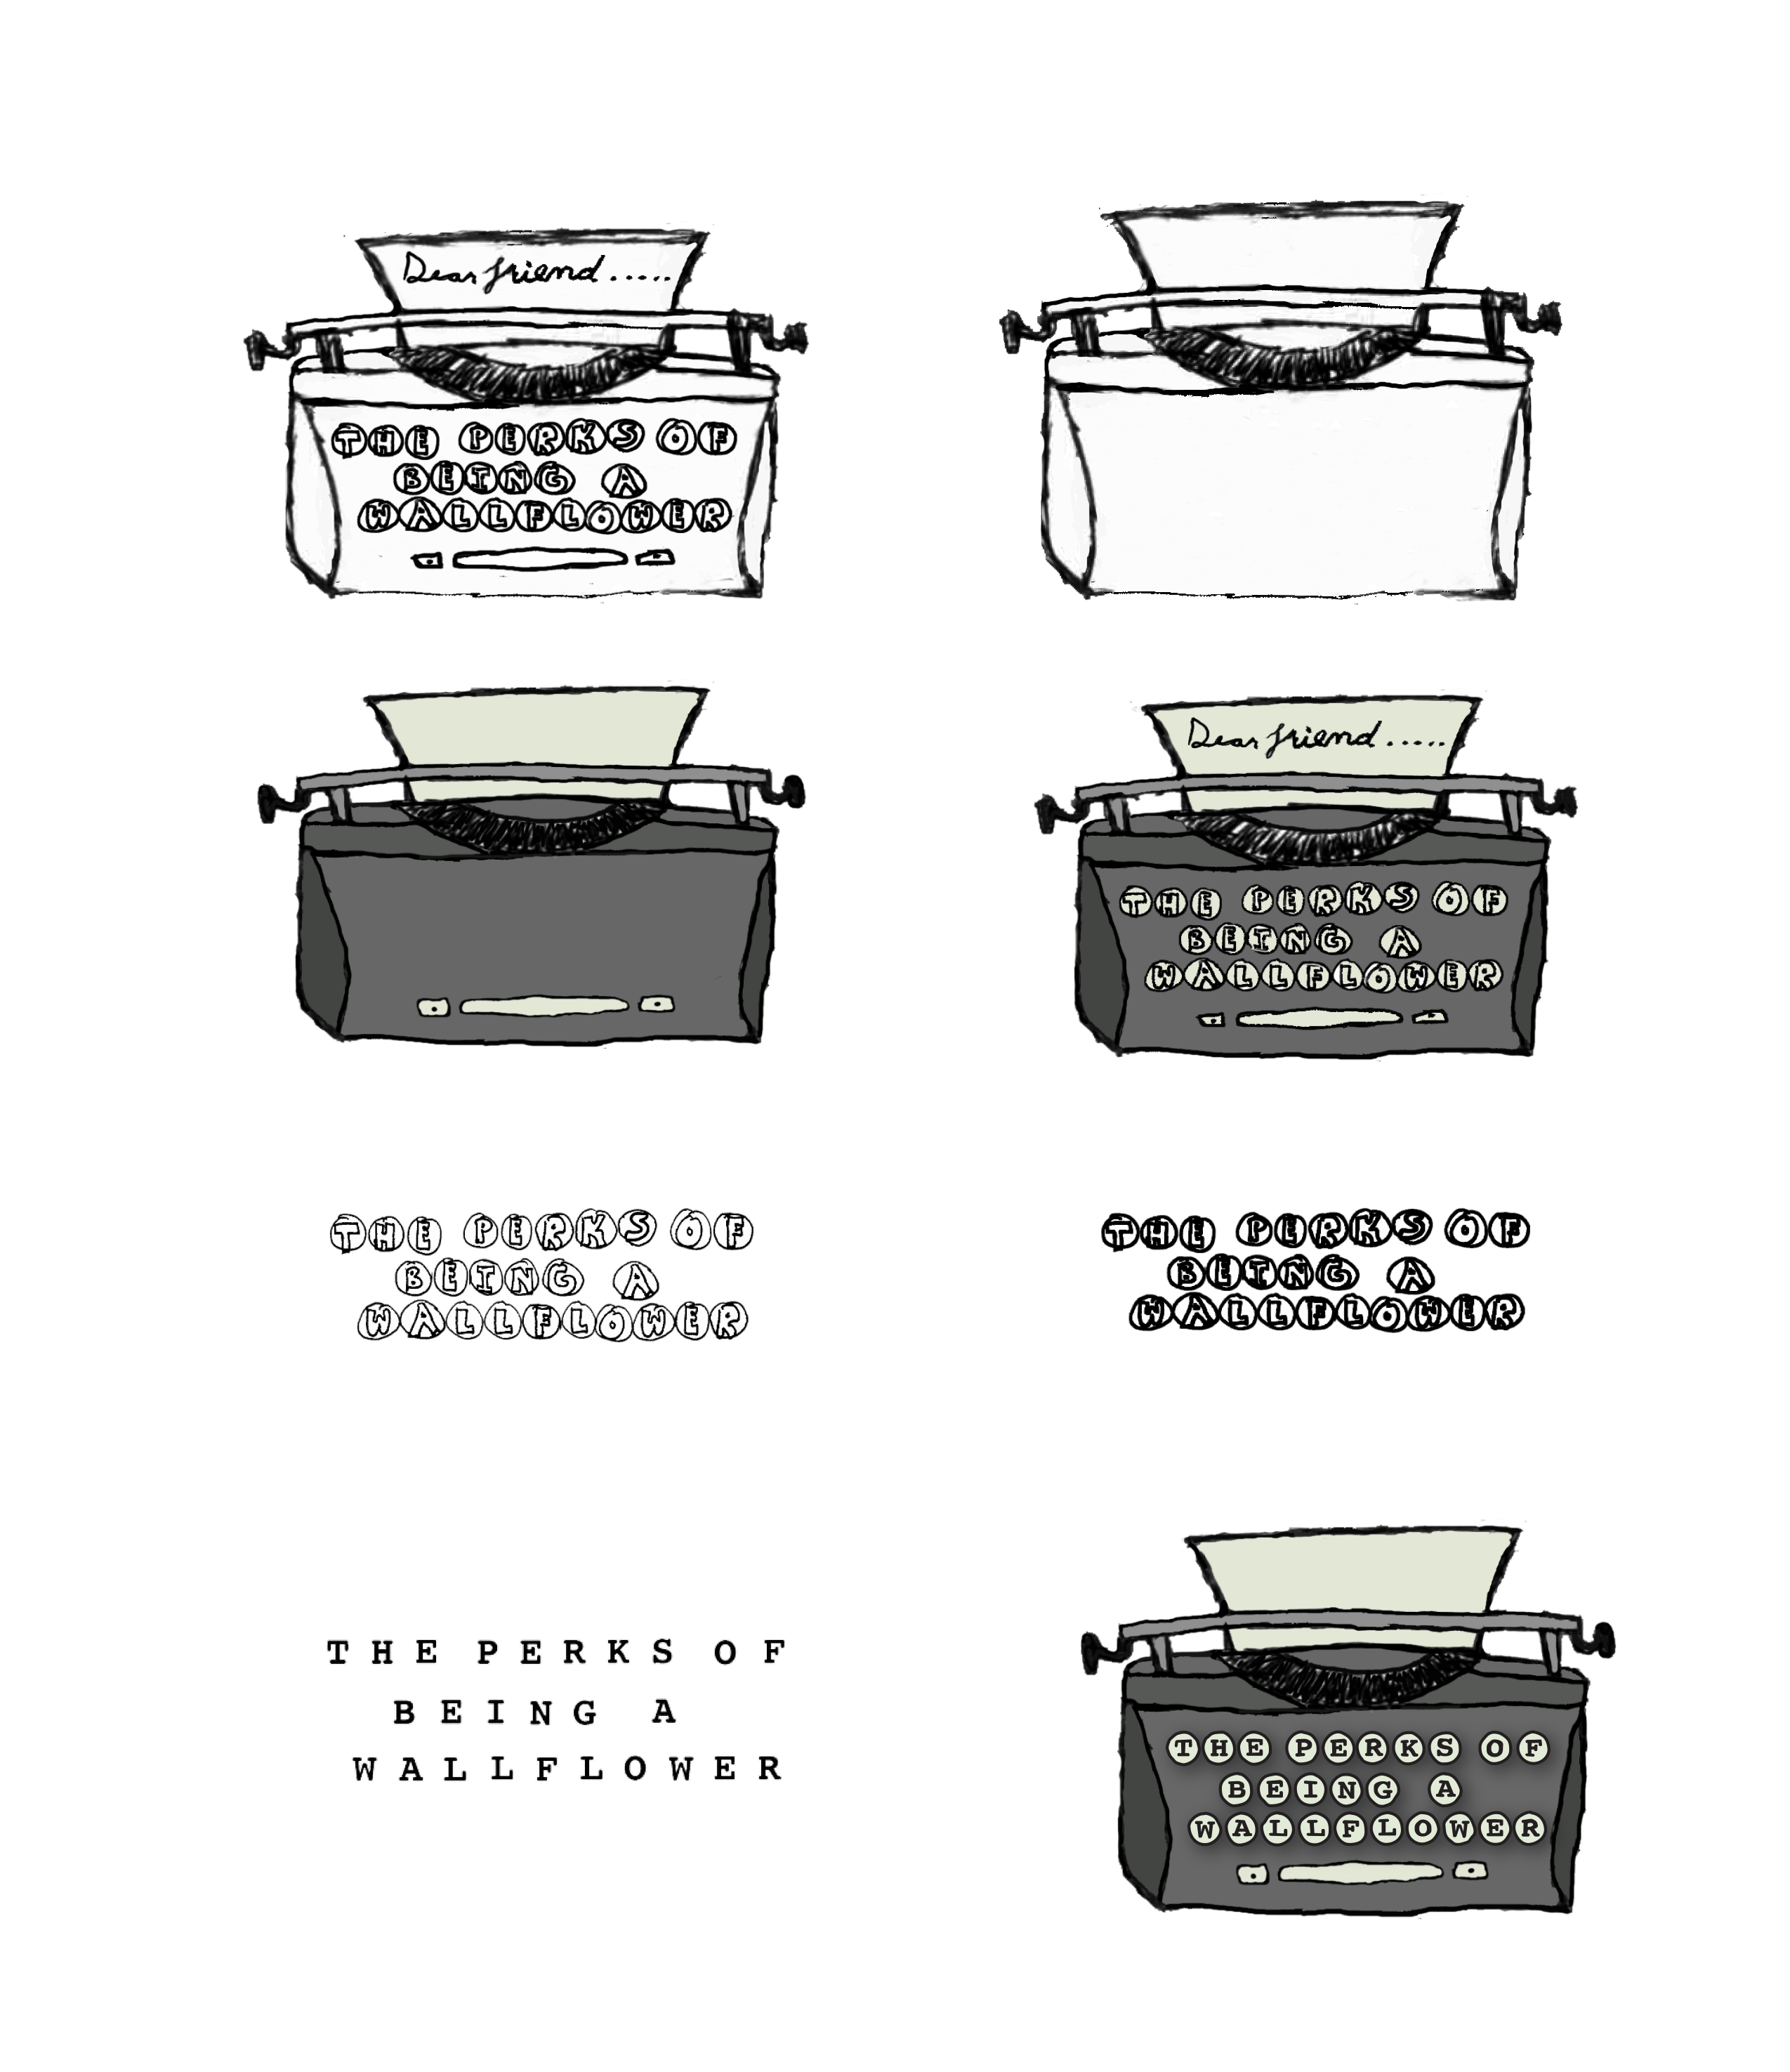 Dear friend.....
THE PERKS OF
BEING A
WALLFLOWER
Dear friend.....
THE PERKS OF
BEING A
WALLFLOWER
THE PERKS OF
BEING A
WALLFLOWER
THE PERKS OF
BEING A
WALLFLOWER
THE PERKS OF
BEING A
WALLFLOWER
THE PERKS OF
BEING A
WALLFLOWER